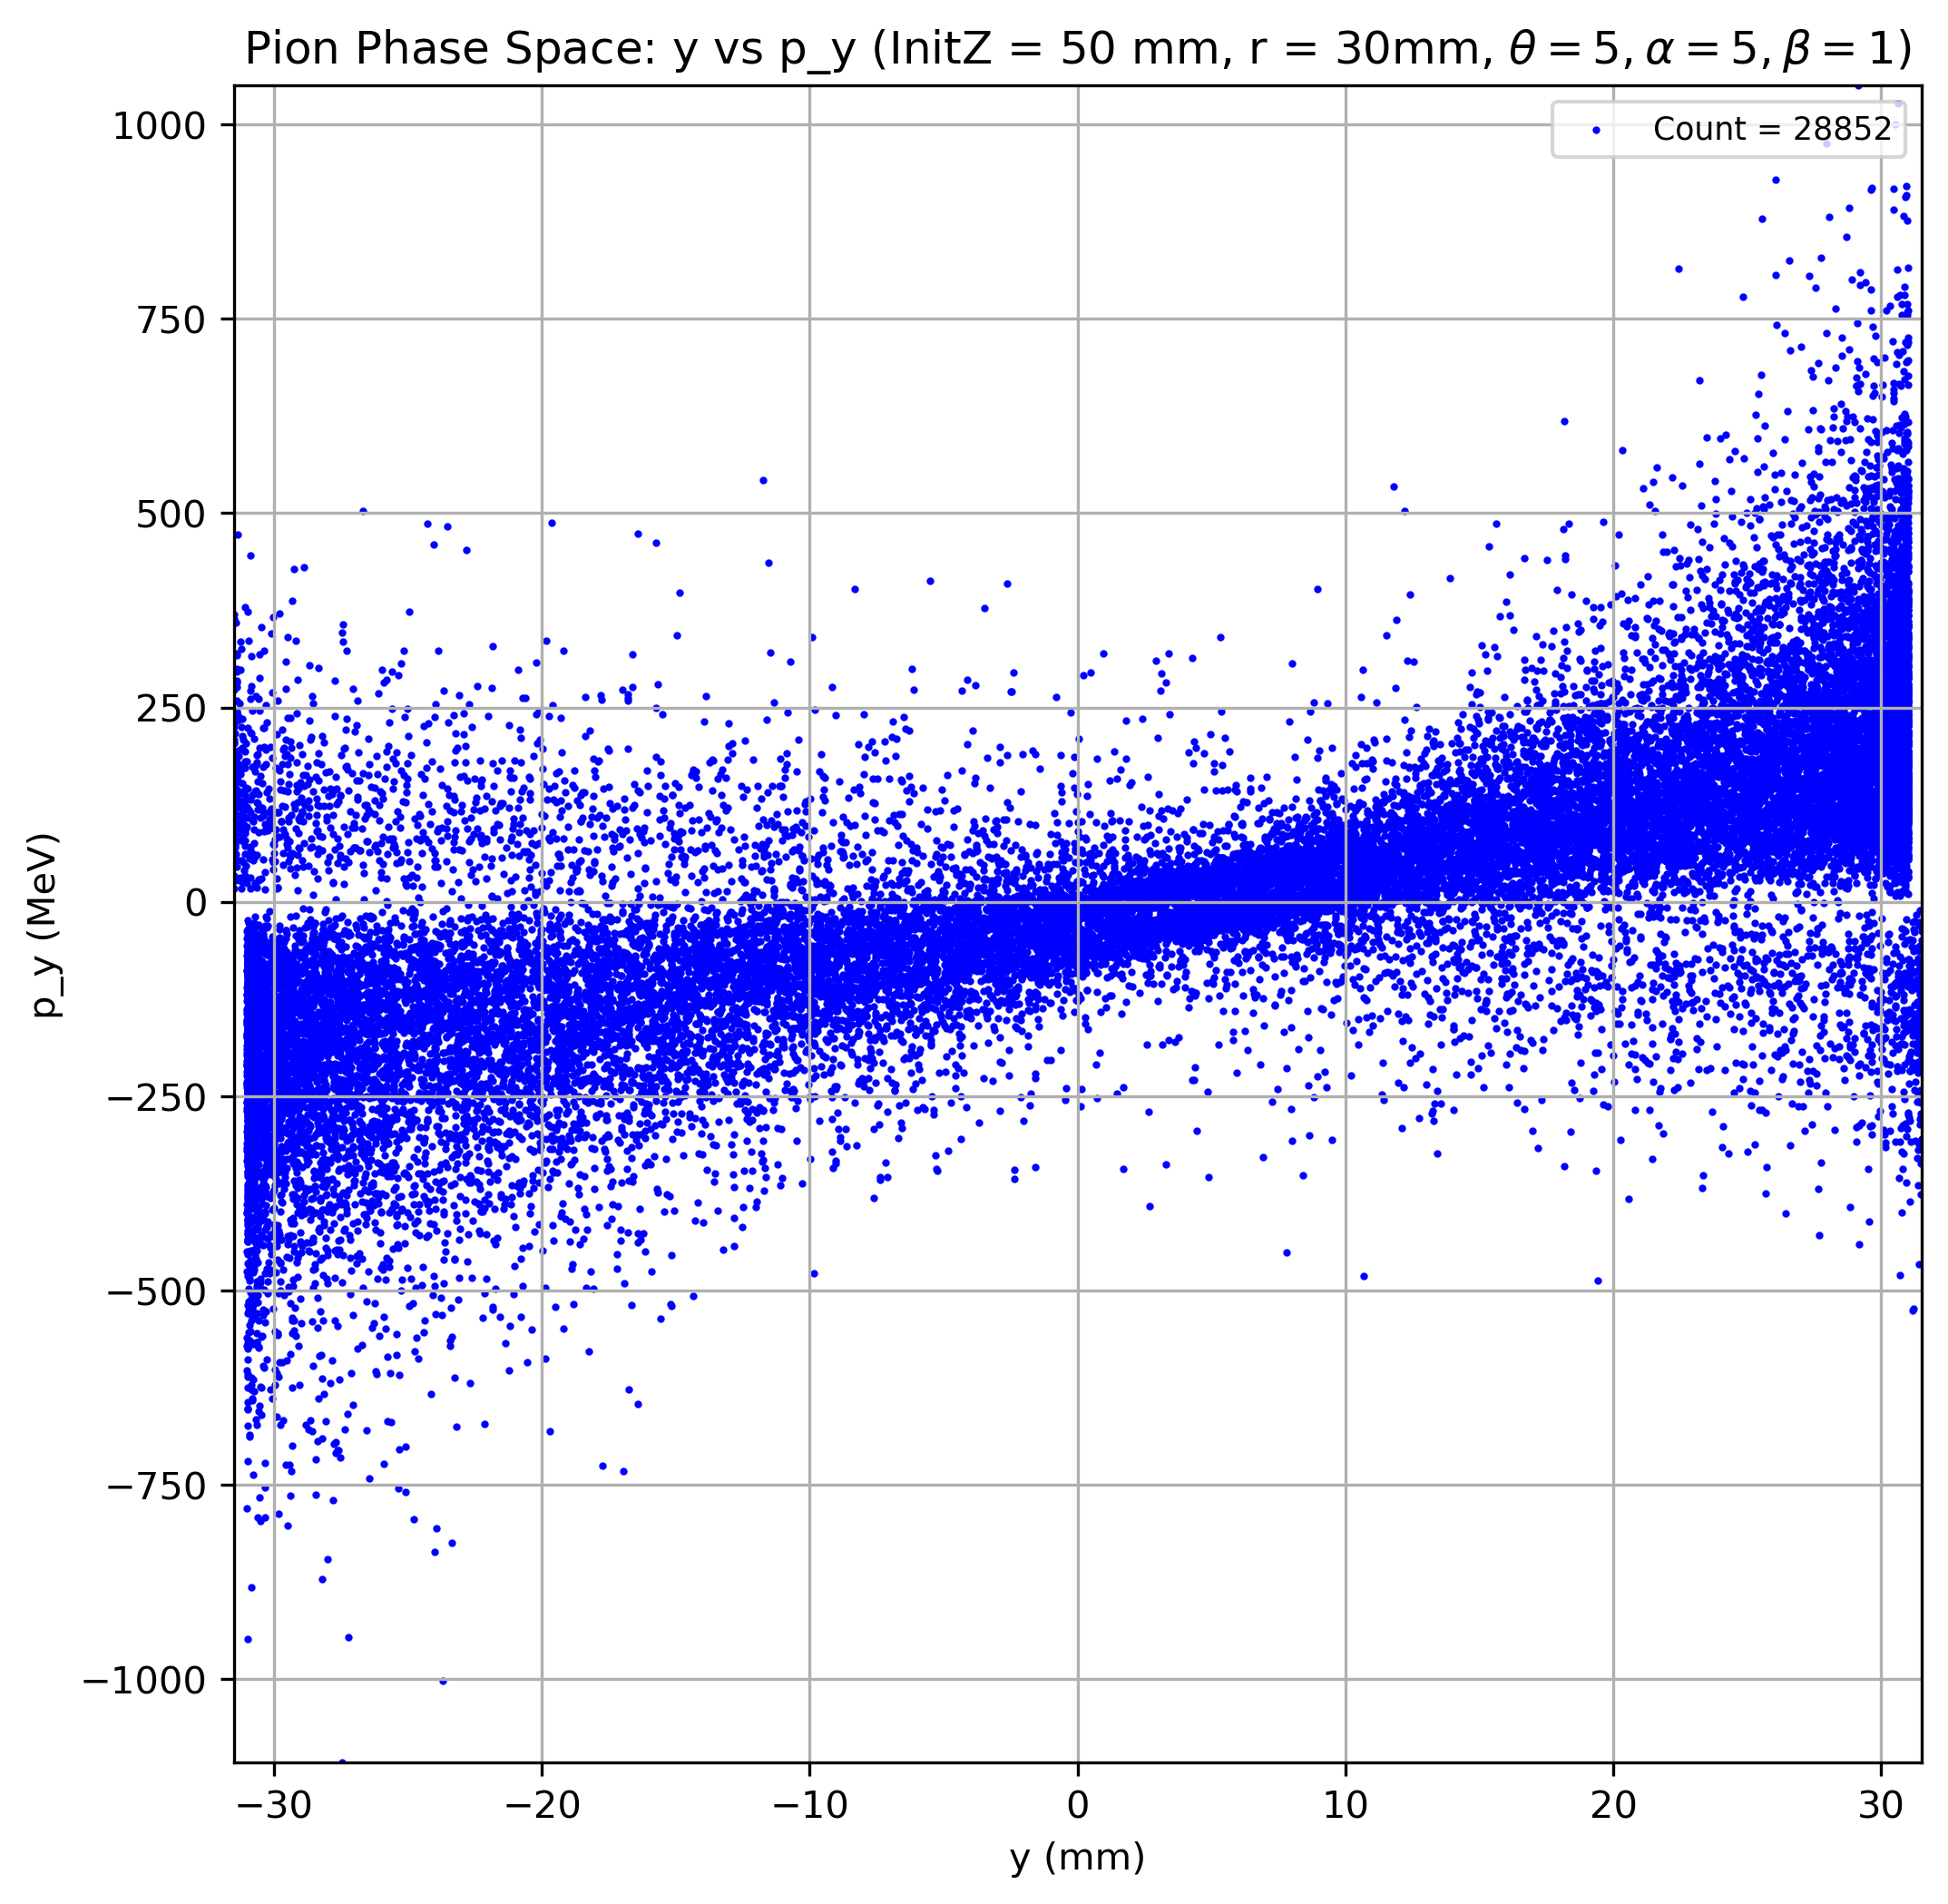 Pion Phase Space: y vs p_y (InitZ = 50 mm, r = 30mm, θ = 5, α = 5, β = 1)
Count = 28852
1000
750
500
250
0
−250
−500
−750
−1000
p_y (MeV)
−30 −20 −10 0 10 20 30
y (mm)